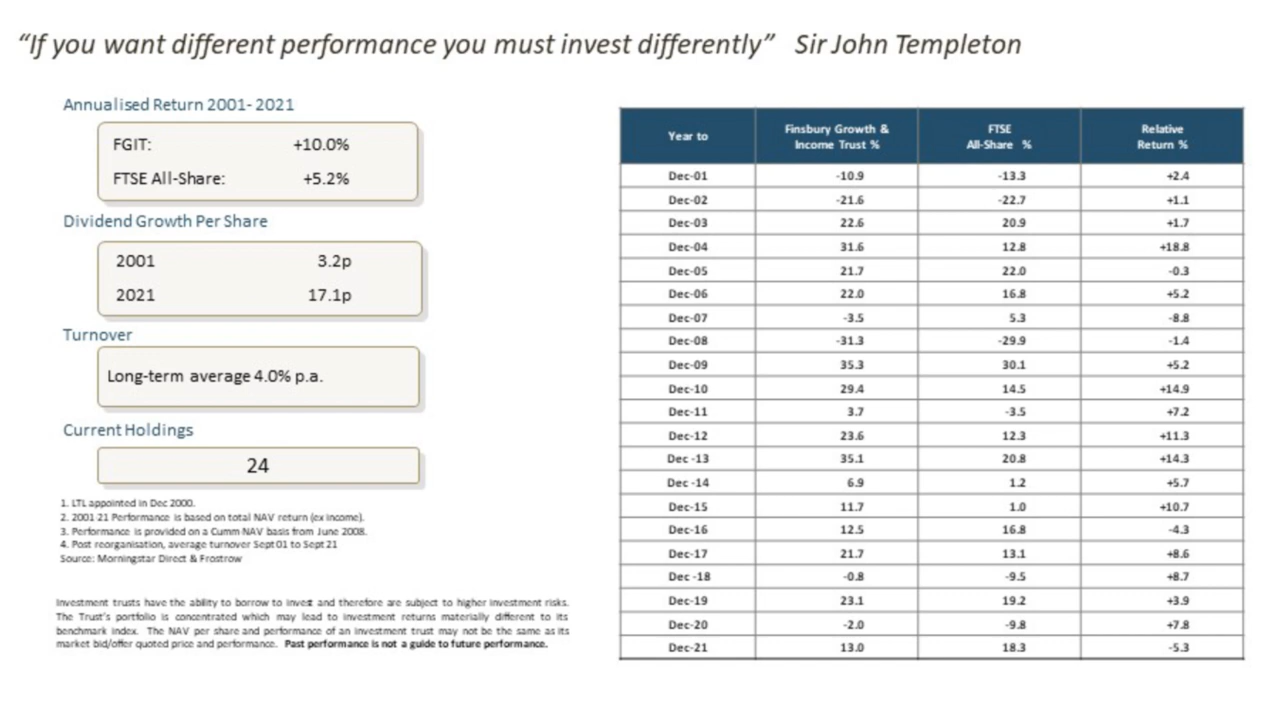 “If you want different performance you must invest differently” Sir John Templeton
Annualised Return 2001- 2021
FGIT: +10.0%
FTSE All-Share: +5.2%
Dividend Growth Per Share
2001 3.2p
2021 17.1p
Turnover
Long-term average 4.0% p.a.
Current Holdings
24
1. LTL appointed in Dec 2000.
2. 2001 21 Performance is based on total NAV return (ex income).
3. Performance is provided on a Cumm NAV basis from June 2008.
4. Post reorganisation, average turnover Sept 01 to Sept 21
Source: Morningstar Direct & Frostrow
Investment trusts have the ability to borrow to invest and therefore are subject to higher investment risks.
The Trust's portfolio is concentrated which may lead to investment returns materially different to its
benchmark index. The NAV per share and performance of an investment trust may not be the same as its
market bid/offer quoted price and performance. Past performance is not a guide to future performance.
Year to Finsbury Growth & Income Trust % FTSE All-Share % Relative Return %
Dec-01 -10.9 -13.3 +2.4
Dec-02 -21.6 -22.7 +1.1
Dec-03 22.6 20.9 +1.7
Dec-04 31.6 12.8 +18.8
Dec-05 21.7 22.0 -0.3
Dec-06 22.0 16.8 +5.2
Dec-07 -3.5 5.3 -8.8
Dec-08 -31.3 -29.9 -1.4
Dec-09 35.3 30.1 +5.2
Dec-10 29.4 14.5 +14.9
Dec-11 3.7 -3.5 +7.2
Dec-12 23.6 12.3 +11.3
Dec -13 35.1 20.8 +14.3
Dec -14 6.9 1.2 +5.7
Dec-15 11.7 1.0 +10.7
Dec-16 12.5 16.8 -4.3
Dec-17 21.7 13.1 +8.6
Dec -18 -0.8 -9.5 +8.7
Dec-19 23.1 19.2 +3.9
Dec-20 -2.0 -9.8 +7.8
Dec-21 13.0 18.3 -5.3